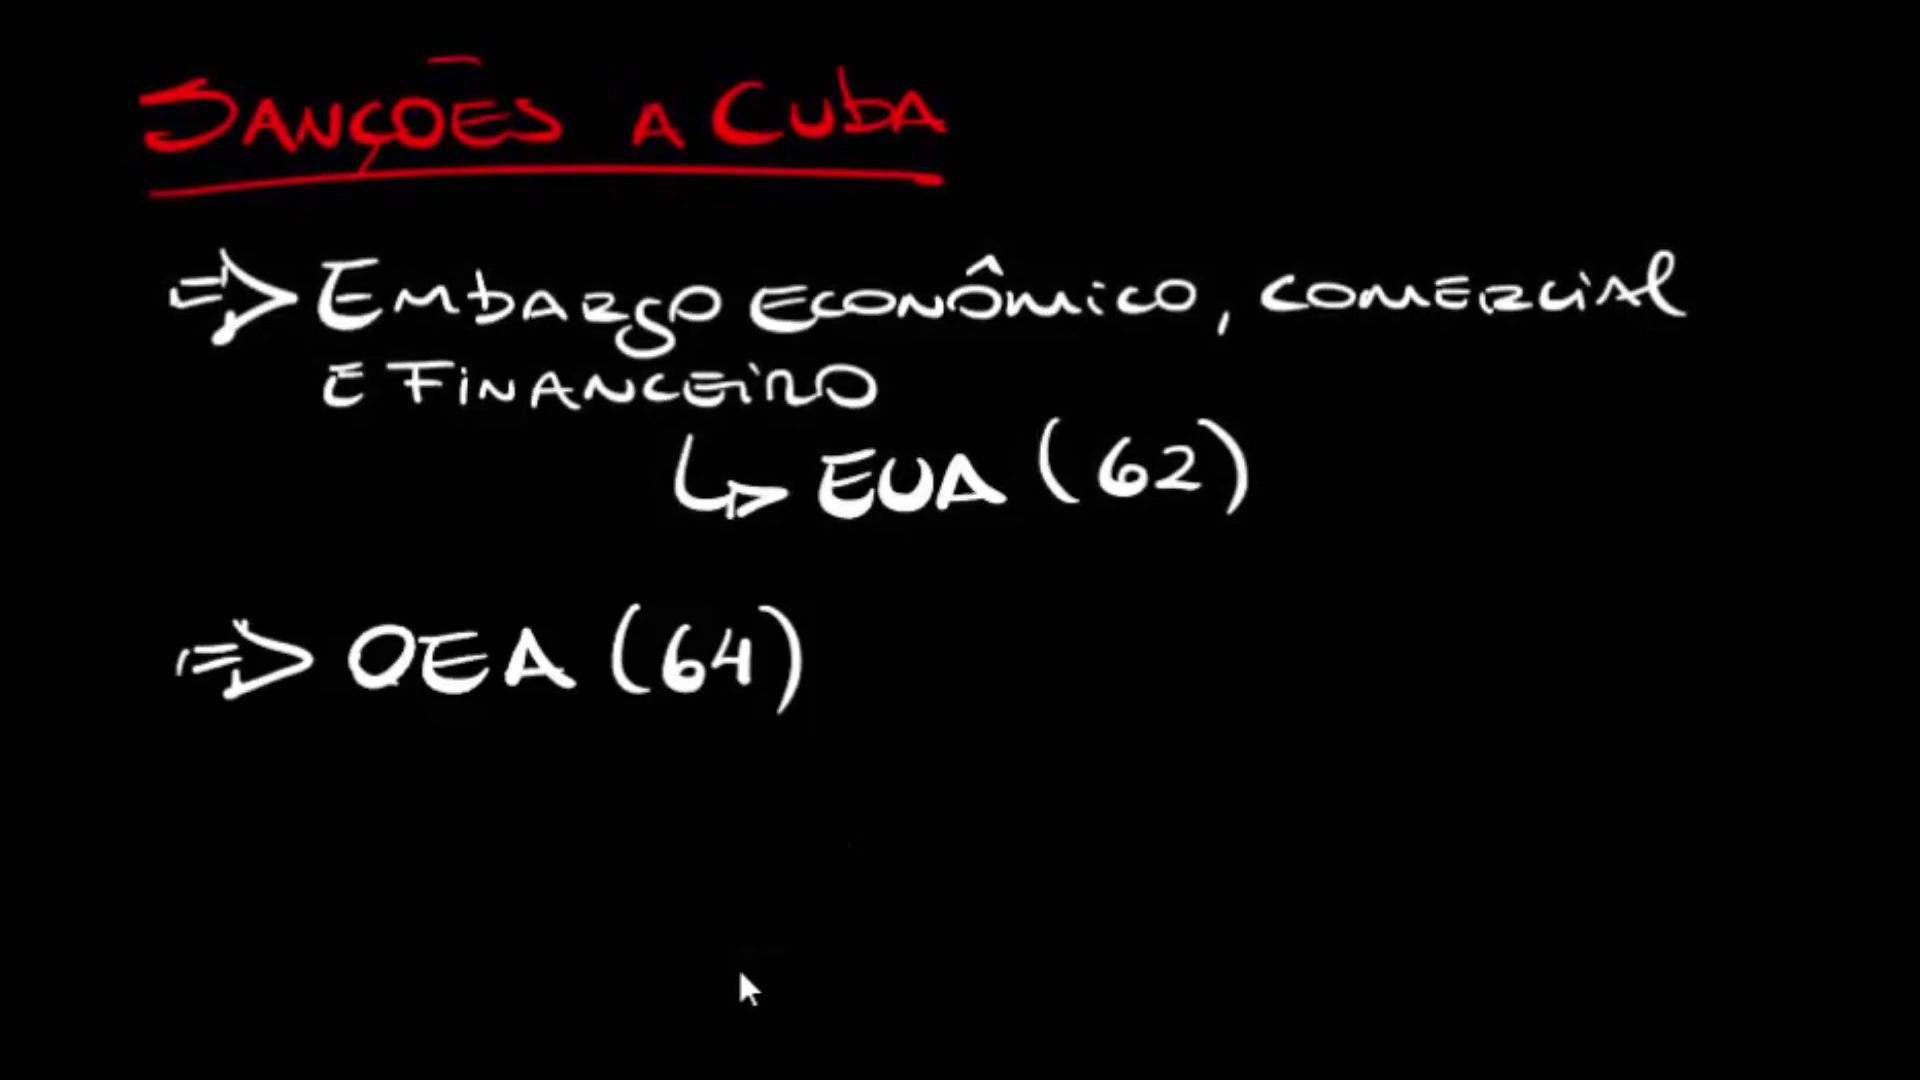 SANÇÕES A CUBA
=> EMBARGO ECONÔMICO, COMERCIAL
E FINANCEIRO
↳ EUA (62)
=> OEA (64)